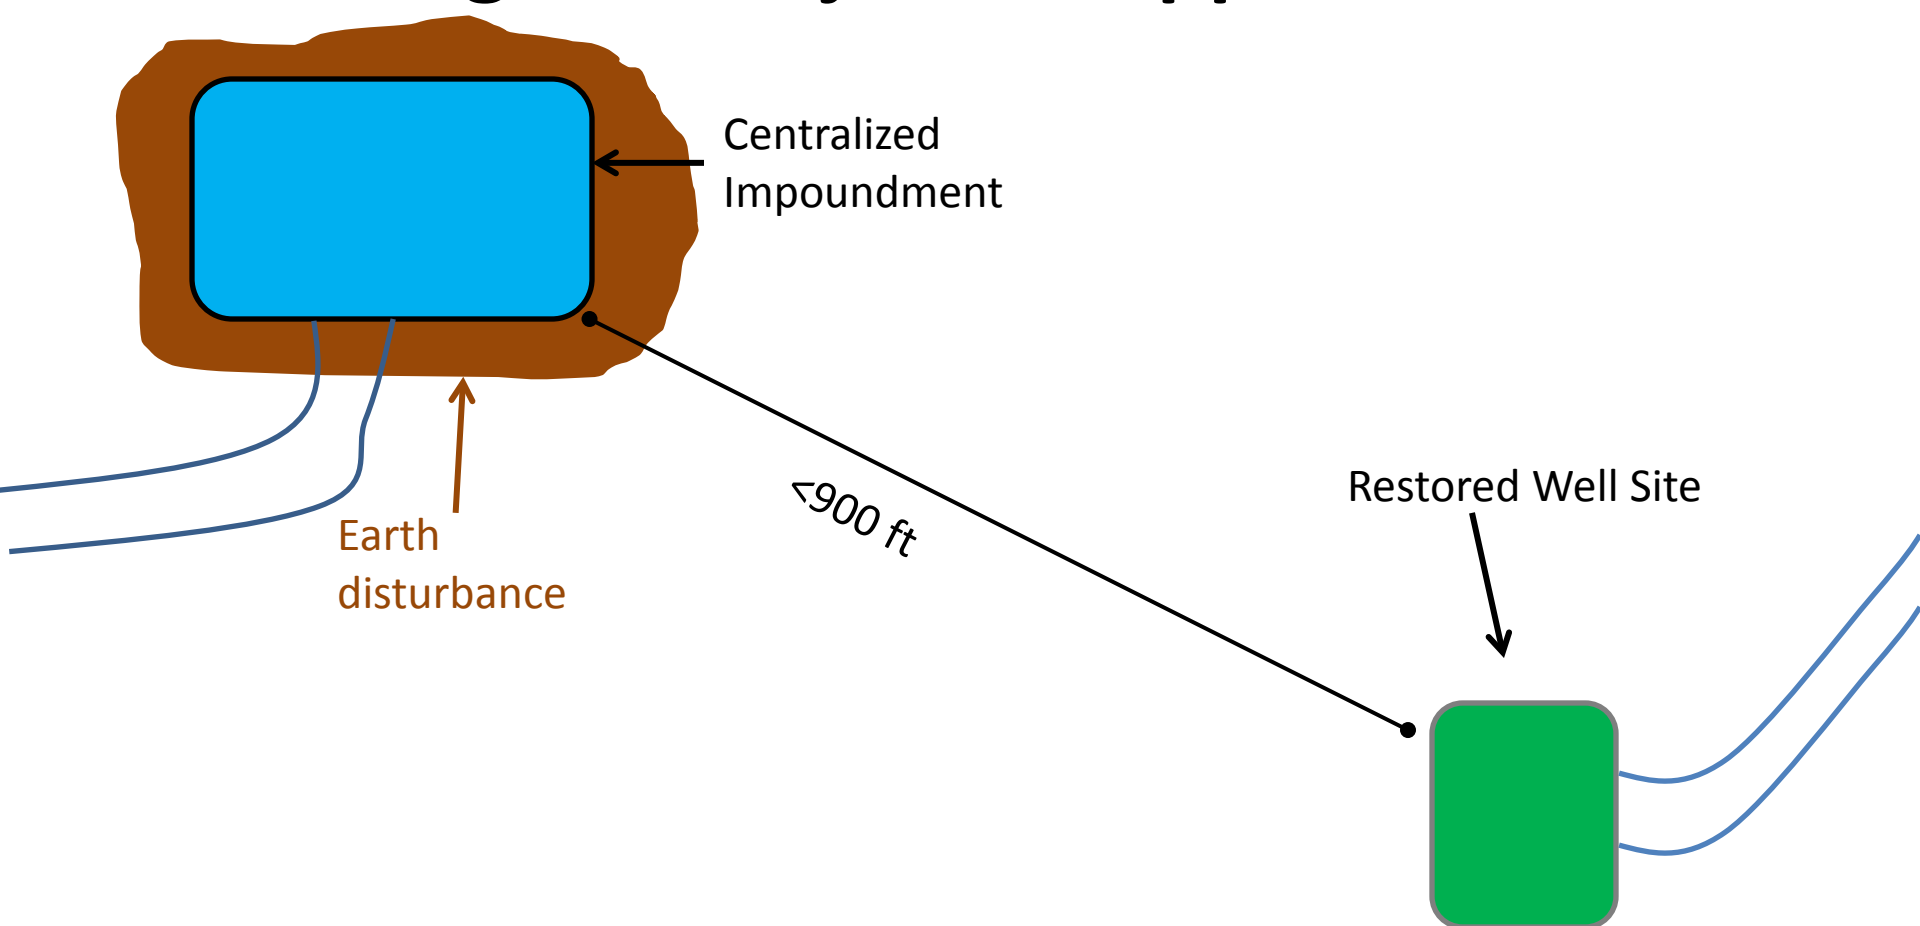 Centralized
Impoundment
<900 ft
Restored Well Site
Earth
disturbance